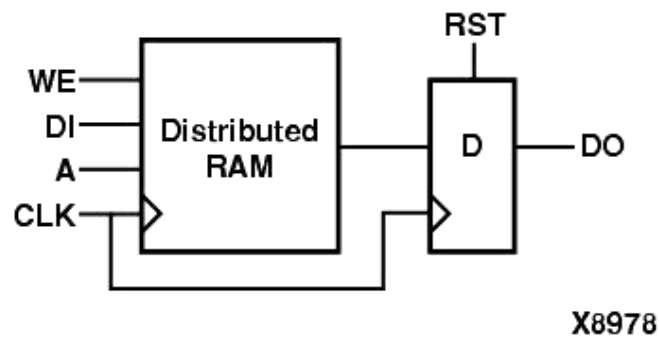 RST
WE
DI
A
CLK
Distributed
RAM
D
DO
X8978